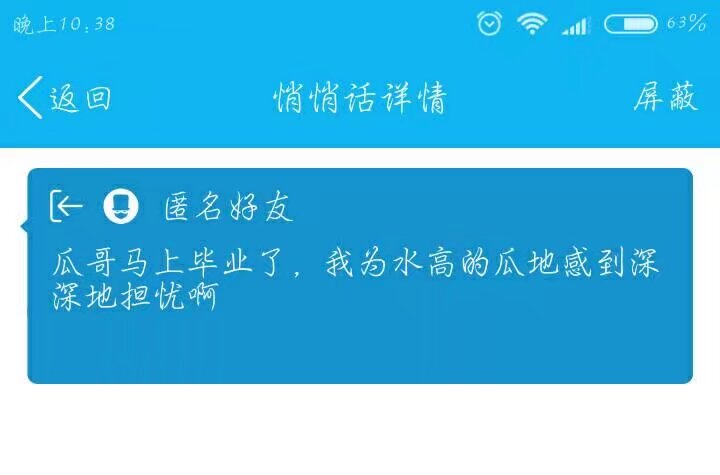 晚上10:38 63%
返回 悄悄话详情 屏蔽
匿名好友
瓜哥马上毕业了，我为水高的瓜地感到深
深地担忧啊